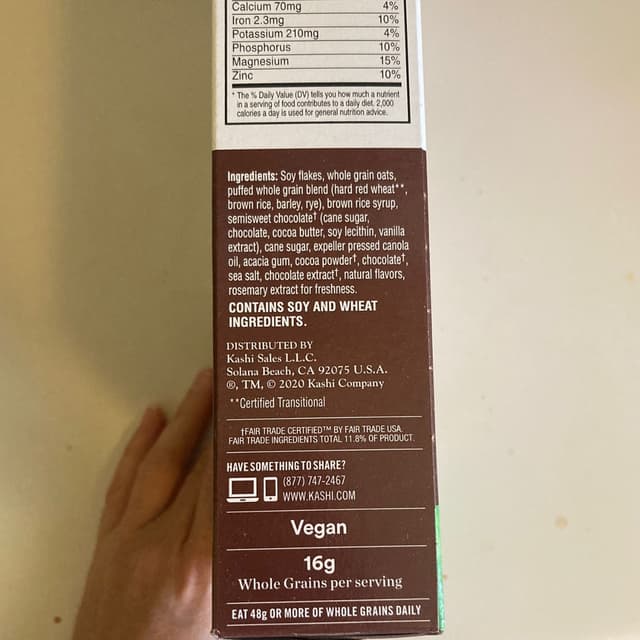 Calcium 70mg 4%
Iron 2.3mg 10%
Potassium 210mg 4%
Phosphorus 10%
Magnesium 15%
Zinc 10%
* The % Daily Value (DV) tells you how much a nutrient
in a serving of food contributes to a daily diet. 2,000
calories a day is used for general nutrition advice.
Ingredients: Soy flakes, whole grain oats,
puffed whole grain blend (hard red wheat**,
brown rice, barley, rye), brown rice syrup,
semisweet chocolate† (cane sugar,
chocolate, cocoa butter, soy lecithin, vanilla
extract), cane sugar, expeller pressed canola
oil, acacia gum, cocoa powder†, chocolate†,
sea salt, chocolate extract†, natural flavors,
rosemary extract for freshness.
CONTAINS SOY AND WHEAT
INGREDIENTS.
DISTRIBUTED BY
Kashi Sales L.L.C.
Solana Beach, CA 92075 U.S.A.
®, TM, © 2020 Kashi Company
**Certified Transitional
†FAIR TRADE CERTIFIED™ BY FAIR TRADE USA.
FAIR TRADE INGREDIENTS TOTAL 11.8% OF PRODUCT.
HAVE SOMETHING TO SHARE?
(877) 747-2467
WWW.KASHI.COM
Vegan
16g
Whole Grains per serving
EAT 48g OR MORE OF WHOLE GRAINS DAILY